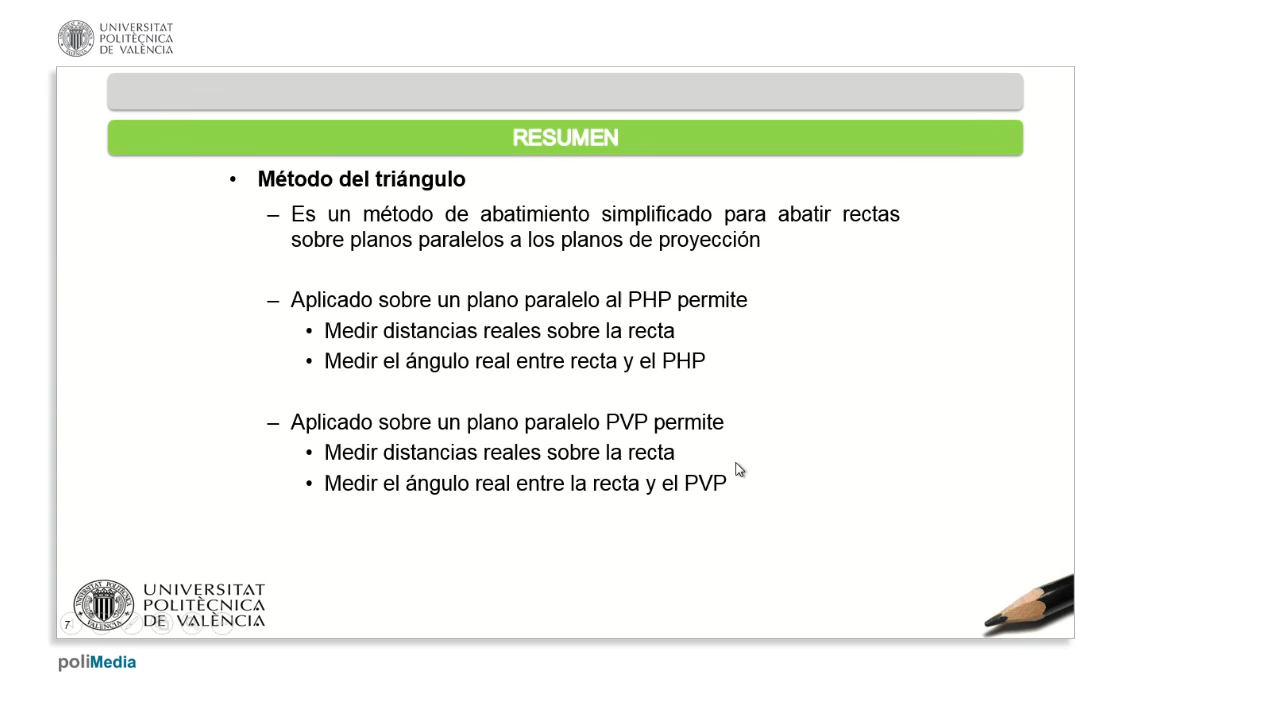 UNIVERSITAT
POLITÈCNICA
DE VALÈNCIA
RESUMEN
• Método del triángulo
– Es un método de abatimiento simplificado para abatir rectas
sobre planos paralelos a los planos de proyección
– Aplicado sobre un plano paralelo al PHP permite
• Medir distancias reales sobre la recta
• Medir el ángulo real entre recta y el PHP
– Aplicado sobre un plano paralelo PVP permite
• Medir distancias reales sobre la recta
• Medir el ángulo real entre la recta y el PVP
UNIVERSITAT
POLITÈCNICA
DE VALÈNCIA
7
poliMedia